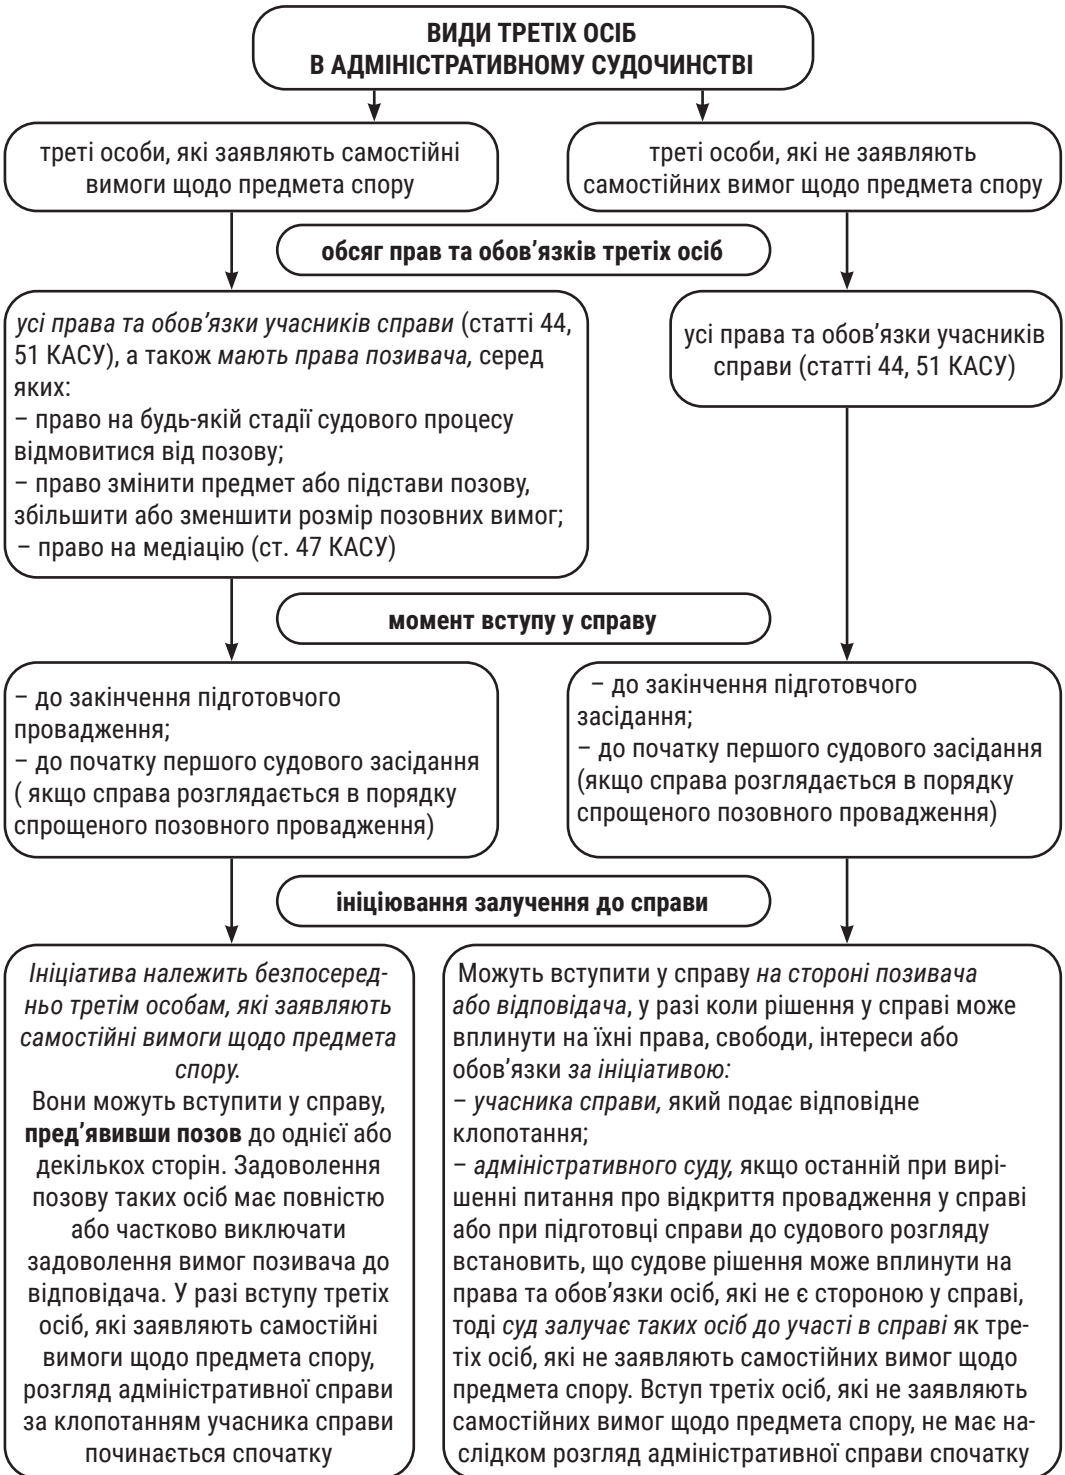 ВИДИ ТРЕТІХ ОСІБ
В АДМІНІСТРАТИВНОМУ СУДОЧИНСТВІ
треті особи, які заявляють самостійні
вимоги щодо предмета спору
треті особи, які не заявляють
самостійних вимог щодо предмета спору
обсяг прав та обов’язків третіх осіб
усі права та обов’язки учасників справи (статті 44,
51 КАСУ), а також мають права позивача, серед
яких:
– право на будь-якій стадії судового процесу
відмовитися від позову;
– право змінити предмет або підстави позову,
збільшити або зменшити розмір позовних вимог;
– право на медіацію (ст. 47 КАСУ)
усі права та обов’язки учасників
справи (статті 44, 51 КАСУ)
момент вступу у справу
– до закінчення підготовчого
провадження;
– до початку першого судового засідання
( якщо справа розглядається в порядку
спрощеного позовного провадження)
– до закінчення підготовчого
засідання;
– до початку першого судового засідання
(якщо справа розглядається в порядку
спрощеного позовного провадження)
ініціювання залучення до справи
Ініціатива належить безпосеред-
ньо третім особам, які заявляють
самостійні вимоги щодо предмета
спору.
Вони можуть вступити у справу,
пред’явивши позов до однієї або
декількох сторін. Задоволення
позову таких осіб має повністю
або частково виключати
задоволення вимог позивача до
відповідача. У разі вступу третіх
осіб, які заявляють самостійні
вимоги щодо предмета спору,
розгляд адміністративної справи
за клопотанням учасника справи
починається спочатку
Можуть вступити у справу на стороні позивача
або відповідача, у разі коли рішення у справі може
вплинути на їхні права, свободи, інтереси або
обов’язки за ініціативою:
– учасника справи, який подає відповідне
клопотання;
– адміністративного суду, якщо останній при вирі-
шенні питання про відкриття провадження у справі
або при підготовці справи до судового розгляду
встановить, що судове рішення може вплинути на
права та обов’язки осіб, які не є стороною у справі,
тоді суд залучає таких осіб до участі в справі як тре-
тіх осіб, які не заявляють самостійних вимог щодо
предмета спору. Вступ третіх осіб, які не заявляють
самостійних вимог щодо предмета спору, не має на-
слідком розгляд адміністративної справи спочатку